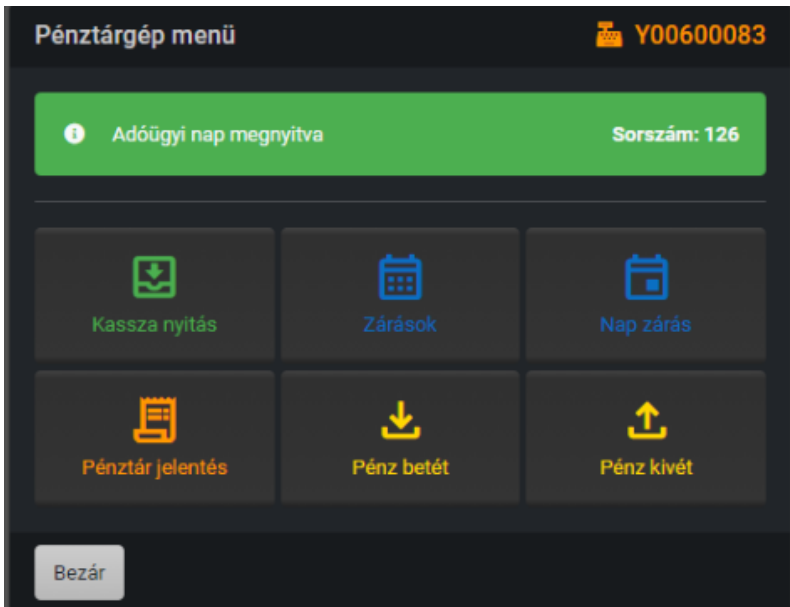 Pénztárgép menü Y00600083
Adóügyi nap megnyitva Sorszám: 126
Kassza nyitás Zárások Nap zárás
Pénztár jelentés Pénz betét Pénz kivét
Bezár